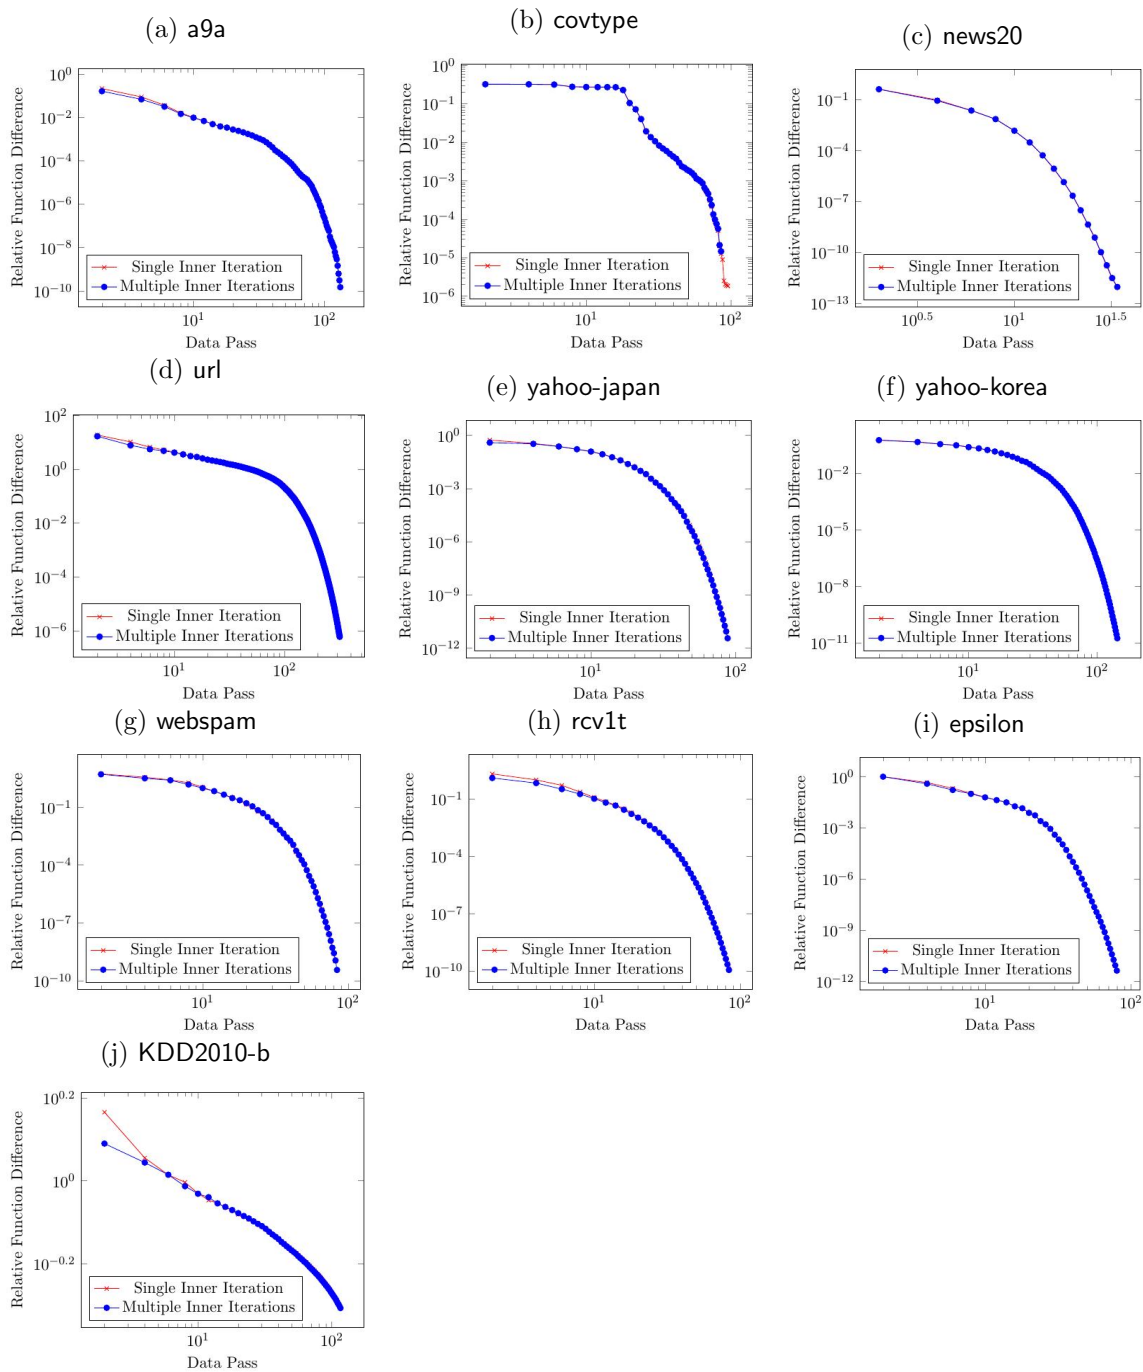 (a) a9a
Relative Function Difference
10^0
10^−2
10^−4
10^−6
10^−8
10^−10
Single Inner Iteration
Multiple Inner Iterations
10^1
10^2
Data Pass
(b) covtype
Relative Function Difference
10^0
10^−1
10^−2
10^−3
10^−4
10^−5
10^−6
Single Inner Iteration
Multiple Inner Iterations
10^1
10^2
Data Pass
(c) news20
Relative Function Difference
10^−1
10^−4
10^−7
10^−10
10^−13
Single Inner Iteration
Multiple Inner Iterations
10^0.5
10^1
10^1.5
Data Pass
(d) url
Relative Function Difference
10^2
10^0
10^−2
10^−4
10^−6
Single Inner Iteration
Multiple Inner Iterations
10^1
10^2
Data Pass
(e) yahoo-japan
Relative Function Difference
10^0
10^−3
10^−6
10^−9
10^−12
Single Inner Iteration
Multiple Inner Iterations
10^1
10^2
Data Pass
(f) yahoo-korea
Relative Function Difference
10^−2
10^−5
10^−8
10^−11
Single Inner Iteration
Multiple Inner Iterations
10^1
10^2
Data Pass
(g) webspam
Relative Function Difference
10^−1
10^−4
10^−7
10^−10
Single Inner Iteration
Multiple Inner Iterations
10^1
10^2
Data Pass
(h) rcv1t
Relative Function Difference
10^−1
10^−4
10^−7
10^−10
Single Inner Iteration
Multiple Inner Iterations
10^1
10^2
Data Pass
(i) epsilon
Relative Function Difference
10^0
10^−3
10^−6
10^−9
10^−12
Single Inner Iteration
Multiple Inner Iterations
10^1
10^2
Data Pass
(j) KDD2010-b
Relative Function Difference
10^0.2
10^0
10^−0.2
Single Inner Iteration
Multiple Inner Iterations
10^1
10^2
Data Pass